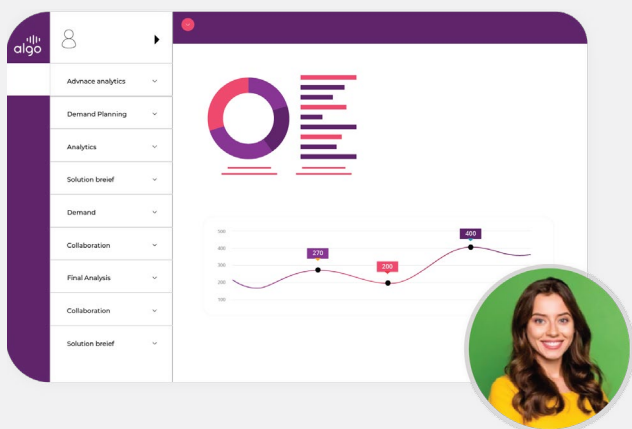 algo
Advnace analytics
Demand Planning
Analytics
Solution breief
Demand
Collaboration
Final Analysis
Collaboration
Solution breief
500
400
300
200
100
270
200
400